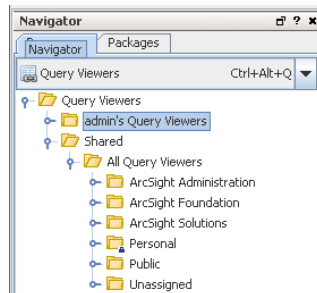 Navigator
Navigator
Packages
Query Viewers Ctrl+Alt+Q
Query Viewers
admin's Query Viewers
Shared
All Query Viewers
ArcSight Administration
ArcSight Foundation
ArcSight Solutions
Personal
Public
Unassigned